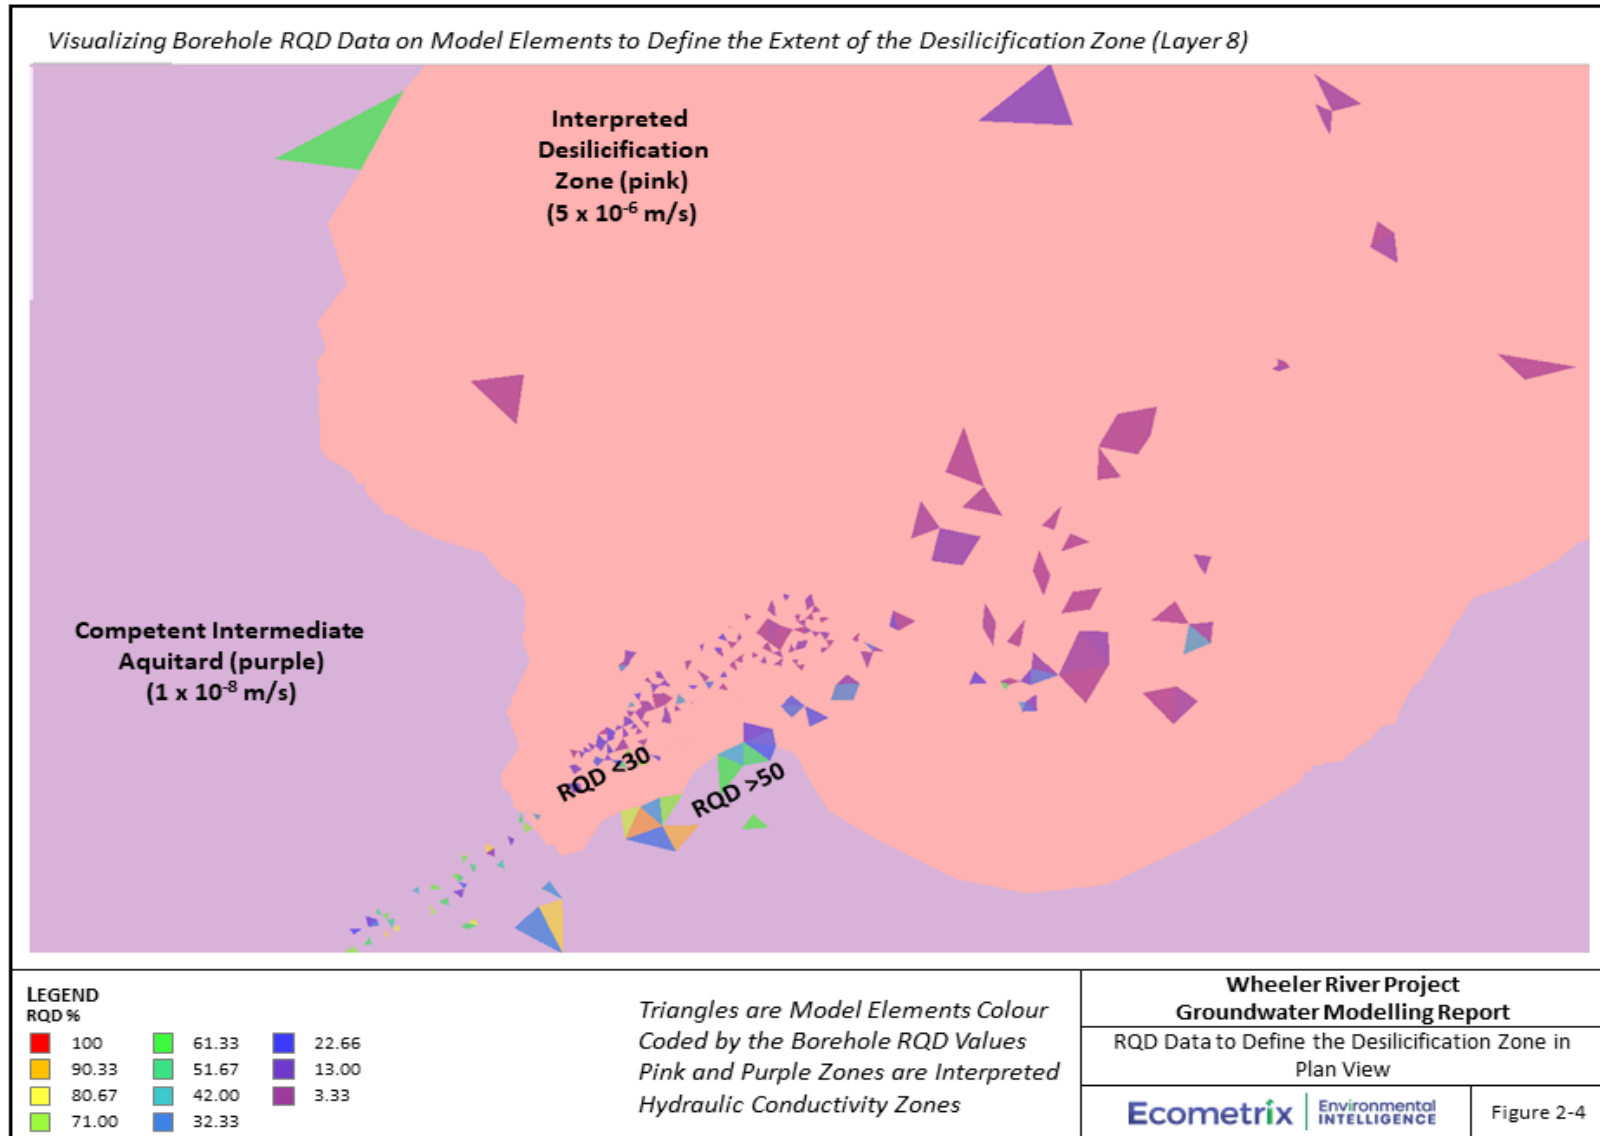 Visualizing Borehole RQD Data on Model Elements to Define the Extent of the Desilicification Zone (Layer 8)
Interpreted
Desilicification
Zone (pink)
(5 x 10⁻⁶ m/s)
Competent Intermediate
Aquitard (purple)
(1 x 10⁻⁸ m/s)
RQD <30
RQD >50
LEGEND
RQD %
100
90.33
80.67
71.00
61.33
51.67
42.00
32.33
22.66
13.00
3.33
Triangles are Model Elements Colour
Coded by the Borehole RQD Values
Pink and Purple Zones are Interpreted
Hydraulic Conductivity Zones
Wheeler River Project
Groundwater Modelling Report
RQD Data to Define the Desilicification Zone in
Plan View
Ecometrix
Environmental
INTELLIGENCE
Figure 2-4